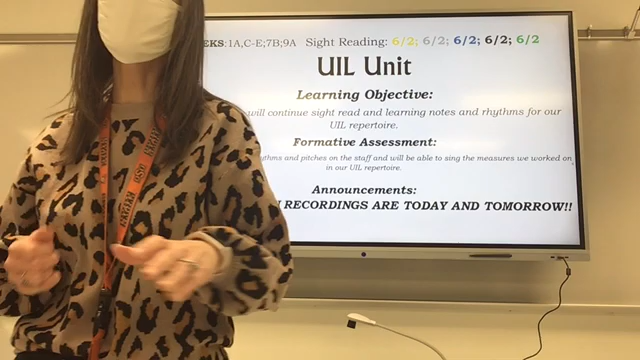 EKS:1A,C-E;7B;9A Sight Reading: 6/2; 6/2; 6/2; 6/2; 6/2
UIL Unit
Learning Objective:
will continue sight read and learning notes and rhythms for our
UIL repertoire.
Formative Assessment:
and pitches on the staff and will be able to sing the measures we worked on
in our UIL repertoire.
Announcements:
RECORDINGS ARE TODAY AND TOMORROW!!